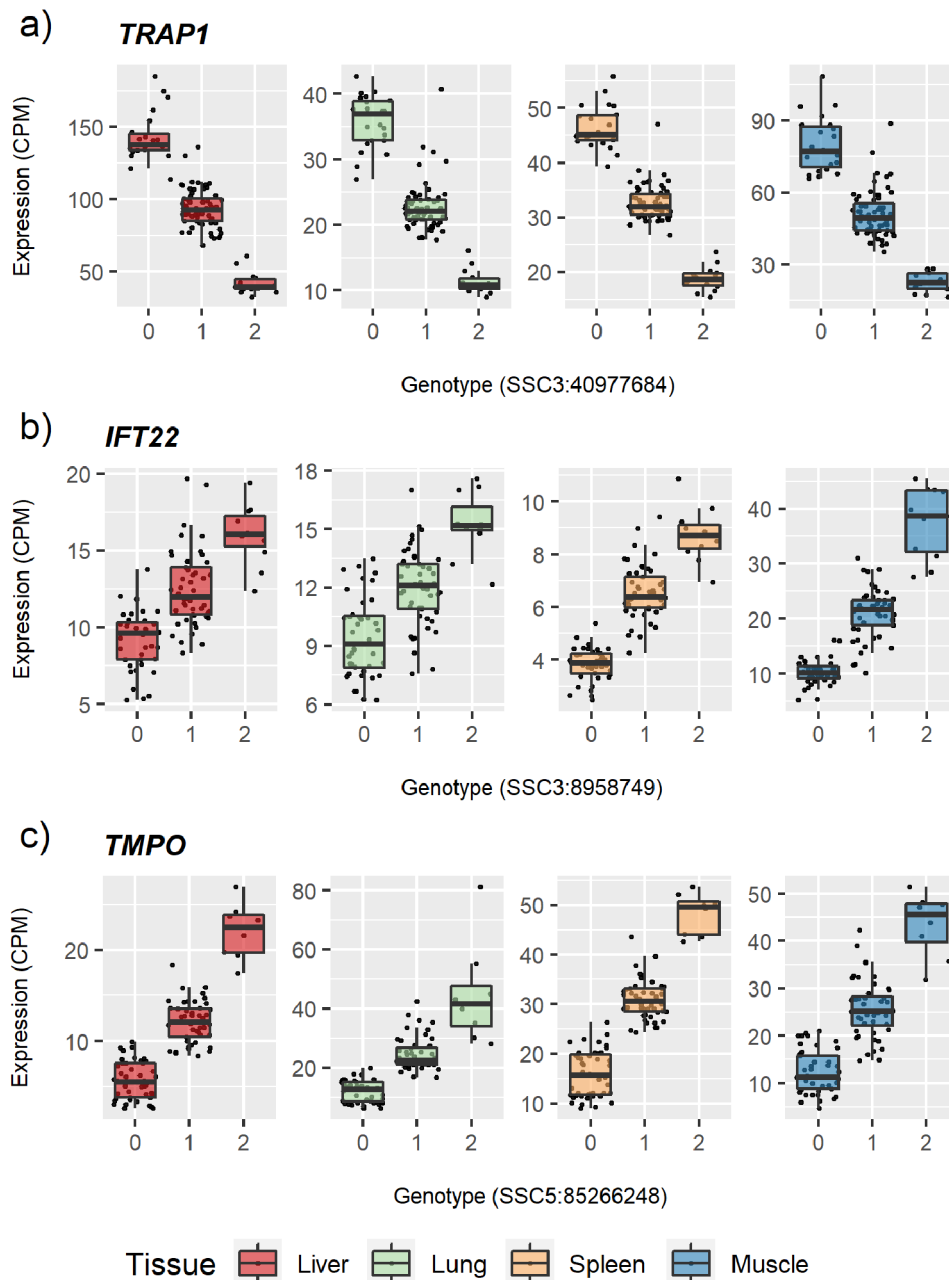 a)
TRAP1
Expression (CPM)
150
100
50
0 1 2
40
30
20
10
0 1 2
50
40
30
20
0 1 2
90
60
30
0 1 2
Genotype (SSC3:40977684)
b)
IFT22
Expression (CPM)
20
15
10
5
0 1 2
18
15
12
9
6
0 1 2
10
8
6
4
0 1 2
40
30
20
10
0 1 2
Genotype (SSC3:8958749)
c)
TMPO
Expression (CPM)
20
10
0 1 2
80
60
40
20
0 1 2
50
40
30
20
10
0 1 2
50
40
30
20
10
0 1 2
Genotype (SSC5:85266248)
Tissue Liver Lung Spleen Muscle